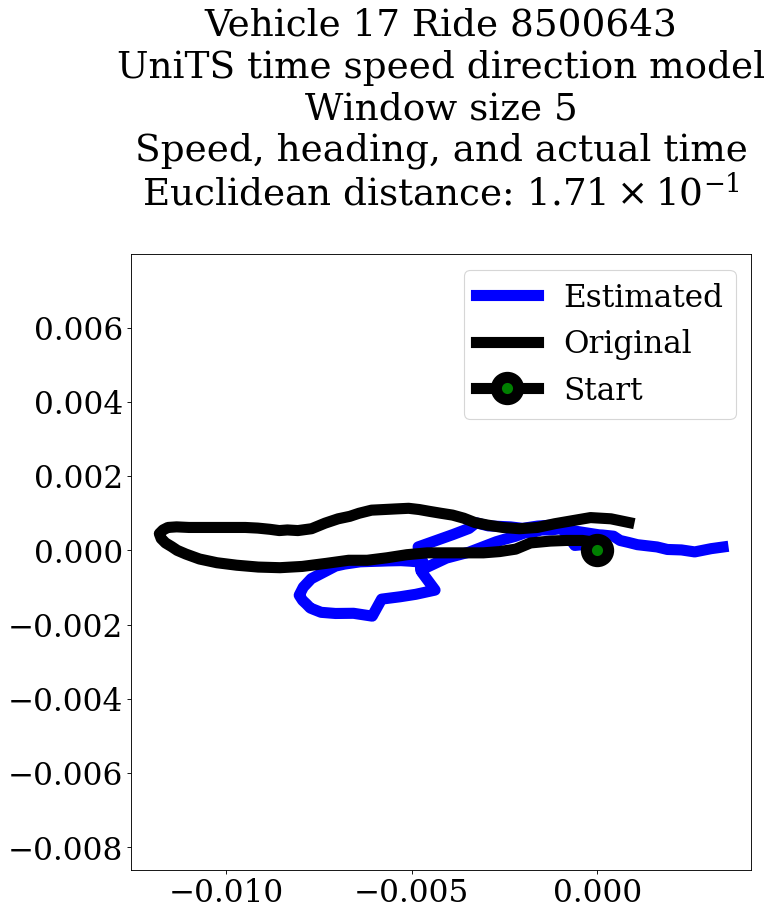 Vehicle 17 Ride 8500643
UniTS time speed direction model
Window size 5
Speed, heading, and actual time
Euclidean distance: 1.71 × 10⁻¹
Estimated
Original
Start
0.006
0.004
0.002
0.000
−0.002
−0.004
−0.006
−0.008
−0.010
−0.005
0.000